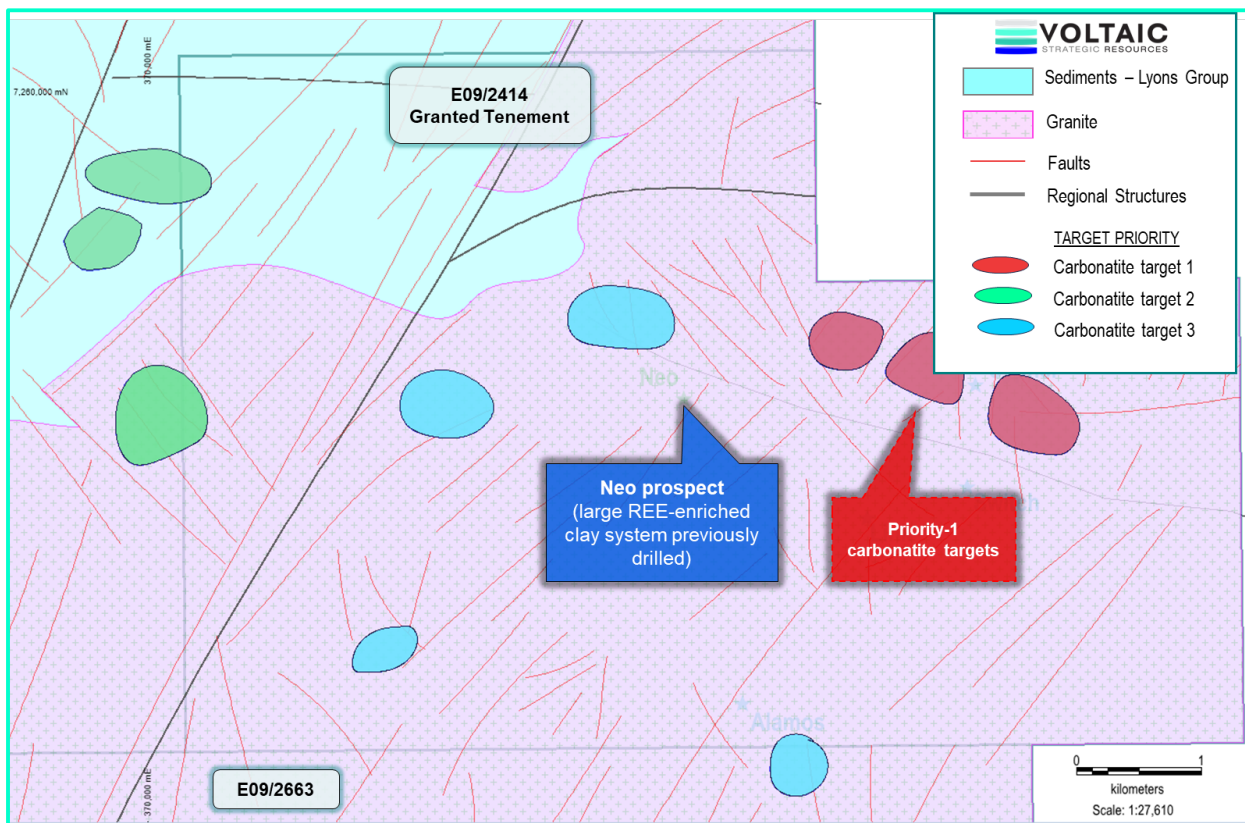 VOLTAIC
STRATEGIC RESOURCES
Sediments – Lyons Group
Granite
Faults
Regional Structures
TARGET PRIORITY
Carbonatite target 1
Carbonatite target 2
Carbonatite target 3
370,000 mE
7,260,000 mN
E09/2414
Granted Tenement
Neo
Neo prospect
(large REE-enriched
clay system previously
drilled)
Priority-1
carbonatite targets
Alamos
E09/2663
370,000 mE
0 1
kilometers
Scale: 1:27,610